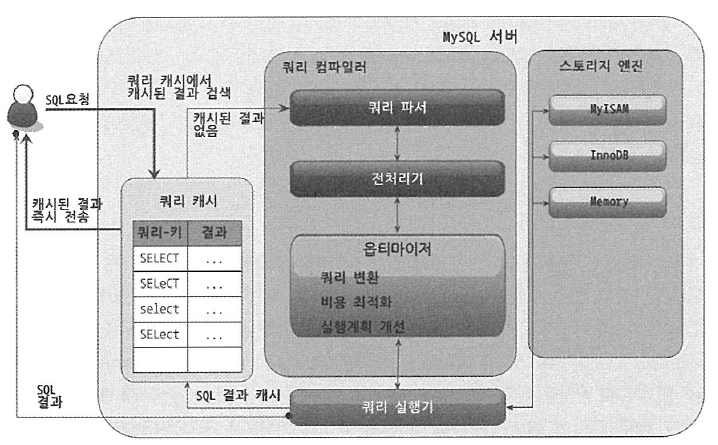 MySQL 서버
쿼리 컴파일러
스토리지 엔진
쿼리 캐시에서
캐시된 결과 검색
SQL요청
쿼리 파서
MyISAM
캐시된 결과
없음
InnoDB
전처리기
Memory
캐시된 결과
즉시 전송
쿼리 캐시
쿼리-키 결과
SELECT ...
SELeCT ...
select ...
SELect ...
옵티마이저
쿼리 변환
비용 최적화
실행계획 개선
SQL
결과
SQL 결과 캐시
쿼리 실행기